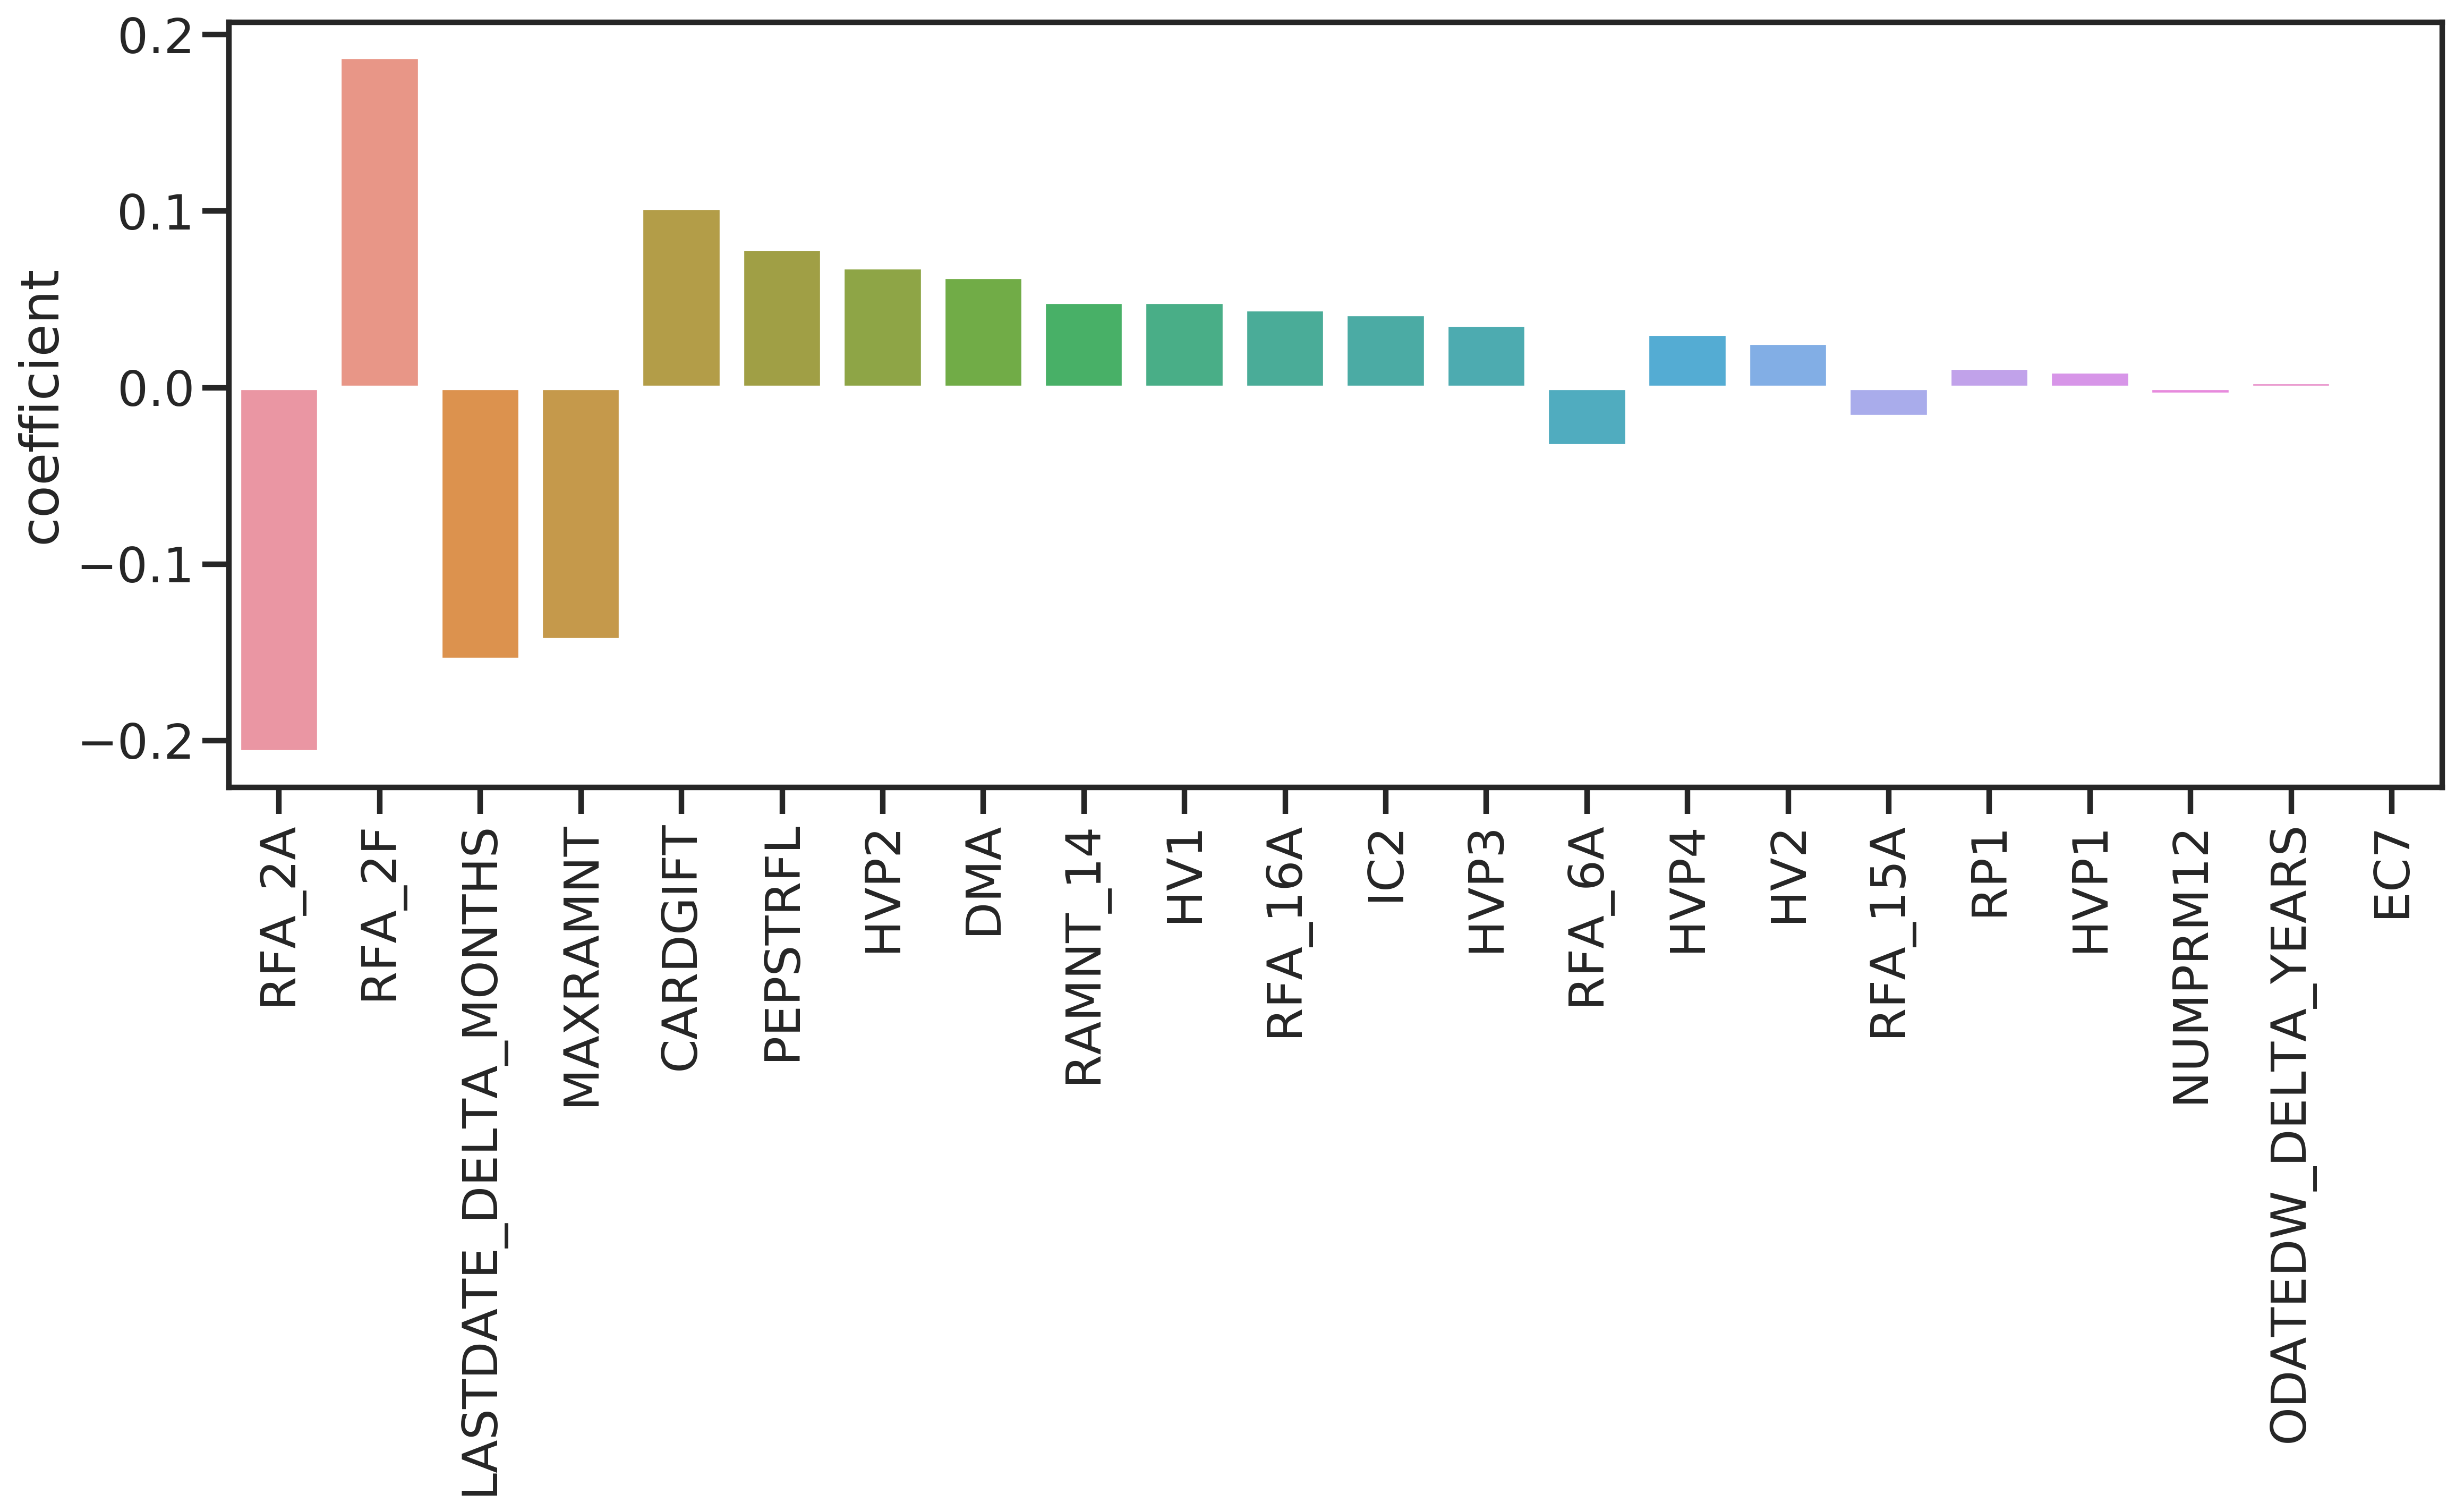 0.2
0.1
0.0
−0.1
−0.2
coefficient
RFA_2A
RFA_2F
LASTDATE_DELTA_MONTHS
MAXRAMNT
CARDGIFT
PEPSTRFL
HVP2
DMA
RAMNT_14
HV1
RFA_16A
IC2
HVP3
RFA_6A
HVP4
HV2
RFA_15A
RP1
HVP1
NUMPRM12
ODATEDW_DELTA_YEARS
EC7